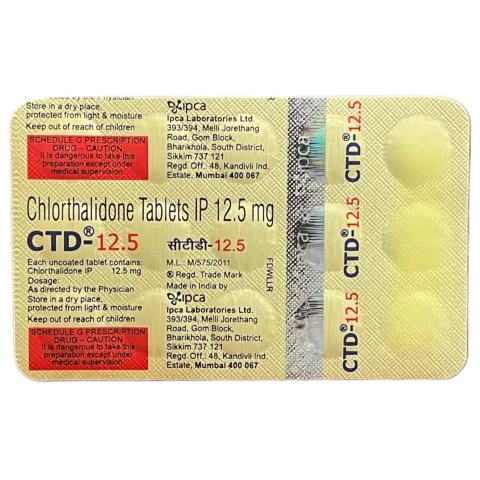 as directed by the Physician
Store in a dry place,
protected from light & moisture
Keep out of reach of children
SCHEDULE G PRESCRIPTION
DRUG – CAUTION
It is dangerous to take this
preparation except under
medical supervision.
ipca
Ipca Laboratories Ltd.
393/394, Melli Jorethang
Road, Gom Block,
Bharikhola, South District,
Sikkim 737 121
Regd. Off.: 48, Kandivli Ind.
Estate, Mumbai 400 067
Chlorthalidone Tablets IP 12.5 mg
CTD®-12.5
सीटीडी-12.5
Each uncoated tablet contains:
Chlorthalidone IP 12.5 mg
Dosage:
As directed by the Physician
Store in a dry place,
protected from light & moisture
Keep out of reach of children
SCHEDULE G PRESCRIPTION
DRUG – CAUTION
It is dangerous to take this
preparation except under
medical supervision.
M.L.: M/575/2011
® Regd. Trade Mark
Made in India by
ipca
Ipca Laboratories Ltd.
393/394, Melli Jorethang
Road, Gom Block,
Bharikhola, South District,
Sikkim 737 121
Regd. Off.: 48, Kandivli Ind.
Estate, Mumbai 400 067
FDWLLR
ipca
CTD®-12.5
CTD®-12.5
CTD®-12.5